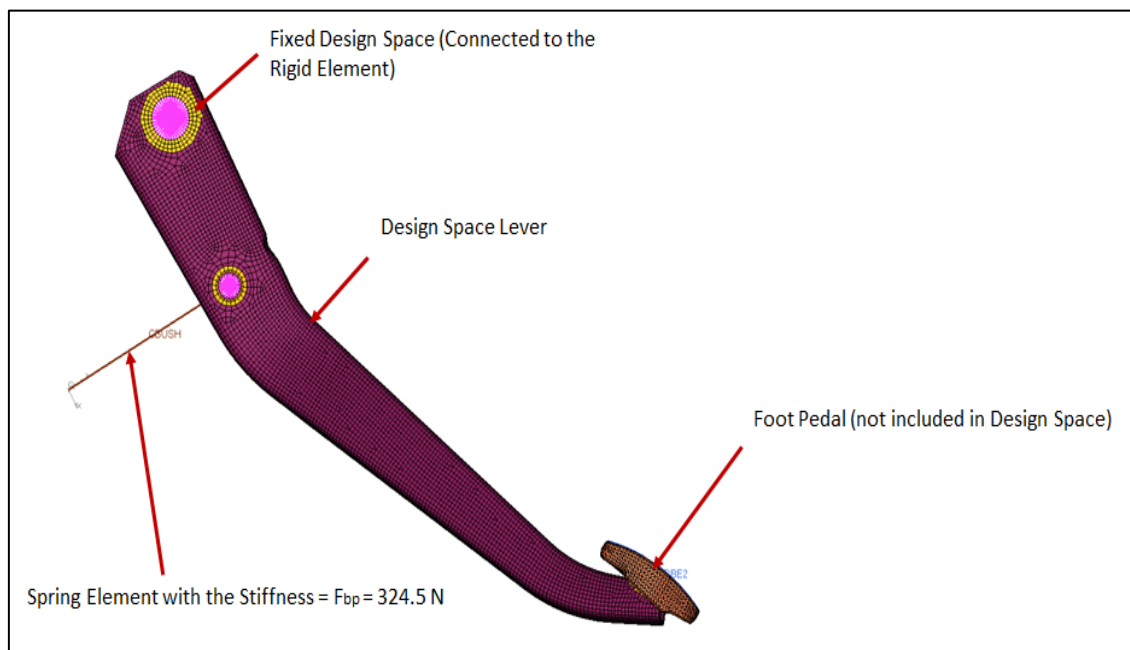 Fixed Design Space (Connected to the
Rigid Element)
Design Space Lever
CBUSH
Foot Pedal (not included in Design Space)
Spring Element with the Stiffness = Fbp = 324.5 N